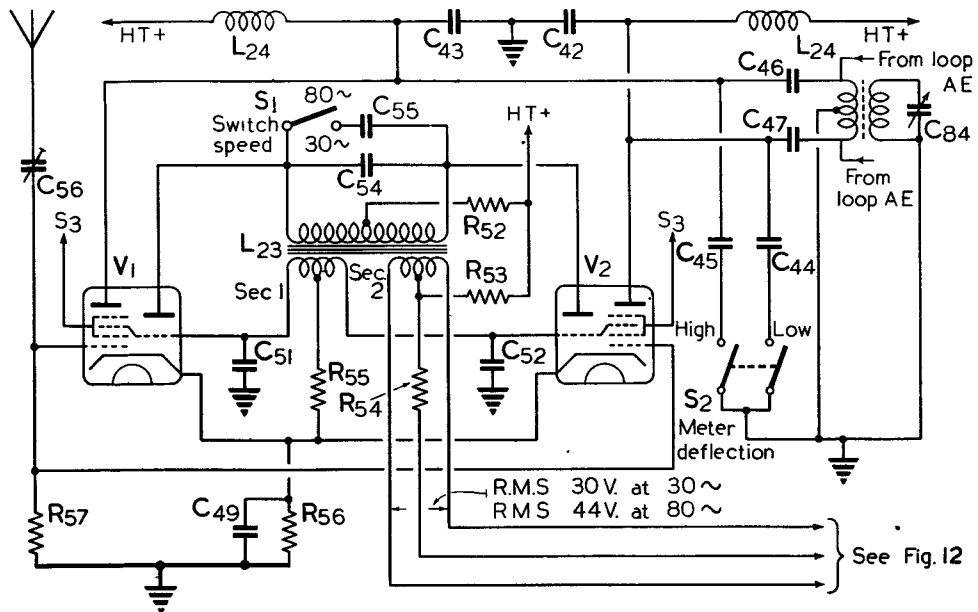 HT+
L24
C43
C42
L24
HT+
C46
From loop
AE
S1
80~
C55
Switch
speed
30~
HT+
C47
C84
C56
C54
From
loop AE
S3
R52
S3
L23
V1
Sec
2
R53
V2
C45
C44
Sec 1
High
Low
C51
R55
C52
R54
S2
Meter
deflection
R.M.S 30V. at 30~
RMS 44V. at 80~
R57
C49
R56
See Fig. 12